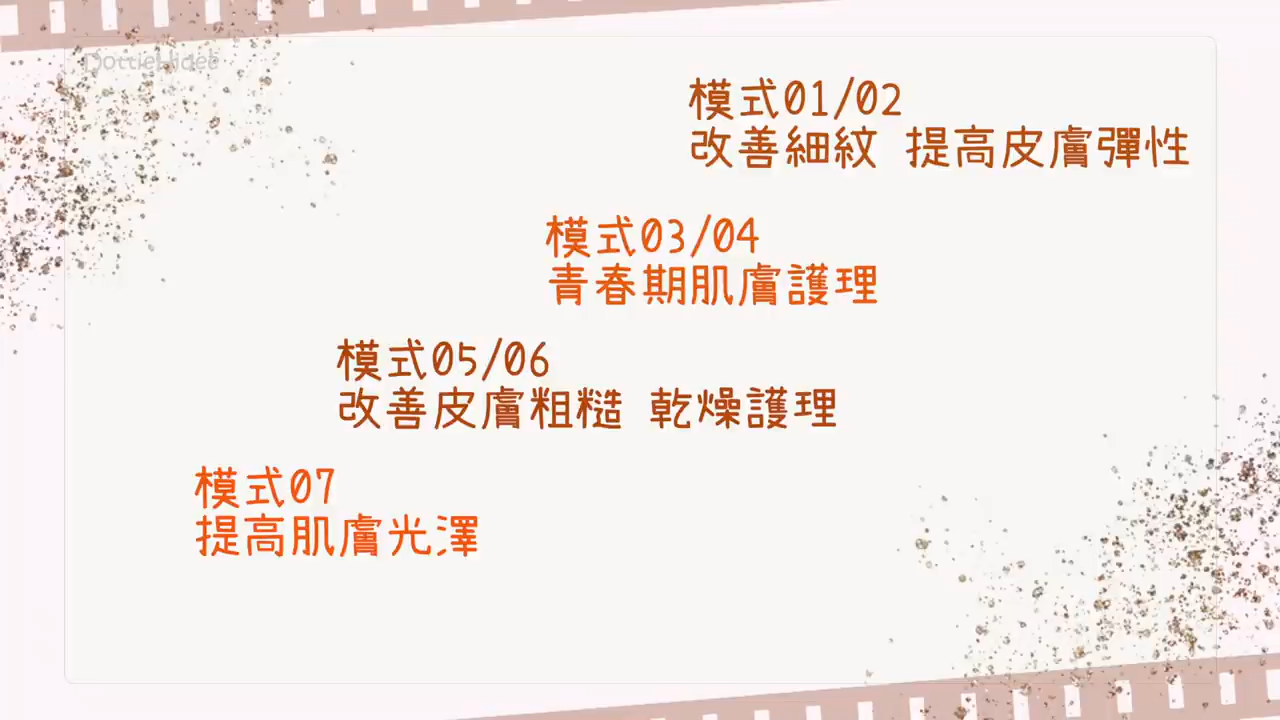 DottieHidee
模式01/02
改善細紋 提高皮膚彈性
模式03/04
青春期肌膚護理
模式05/06
改善皮膚粗糙 乾燥護理
模式07
提高肌膚光澤